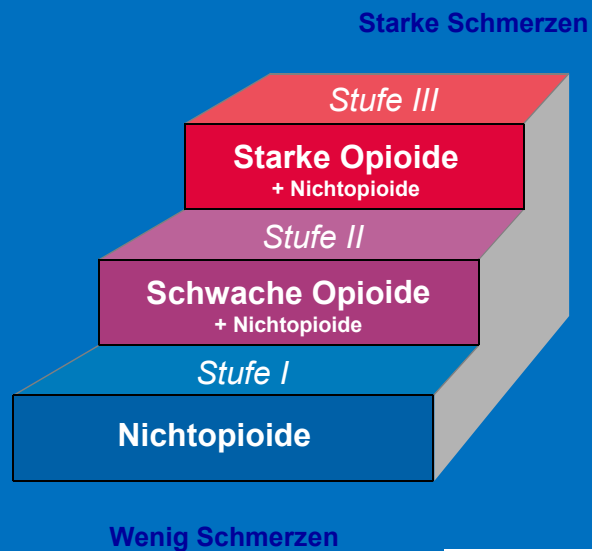 Starke Schmerzen
Stufe III
Starke Opioide
+ Nichtopioide
Stufe II
Schwache Opioide
+ Nichtopioide
Stufe I
Nichtopioide
Wenig Schmerzen